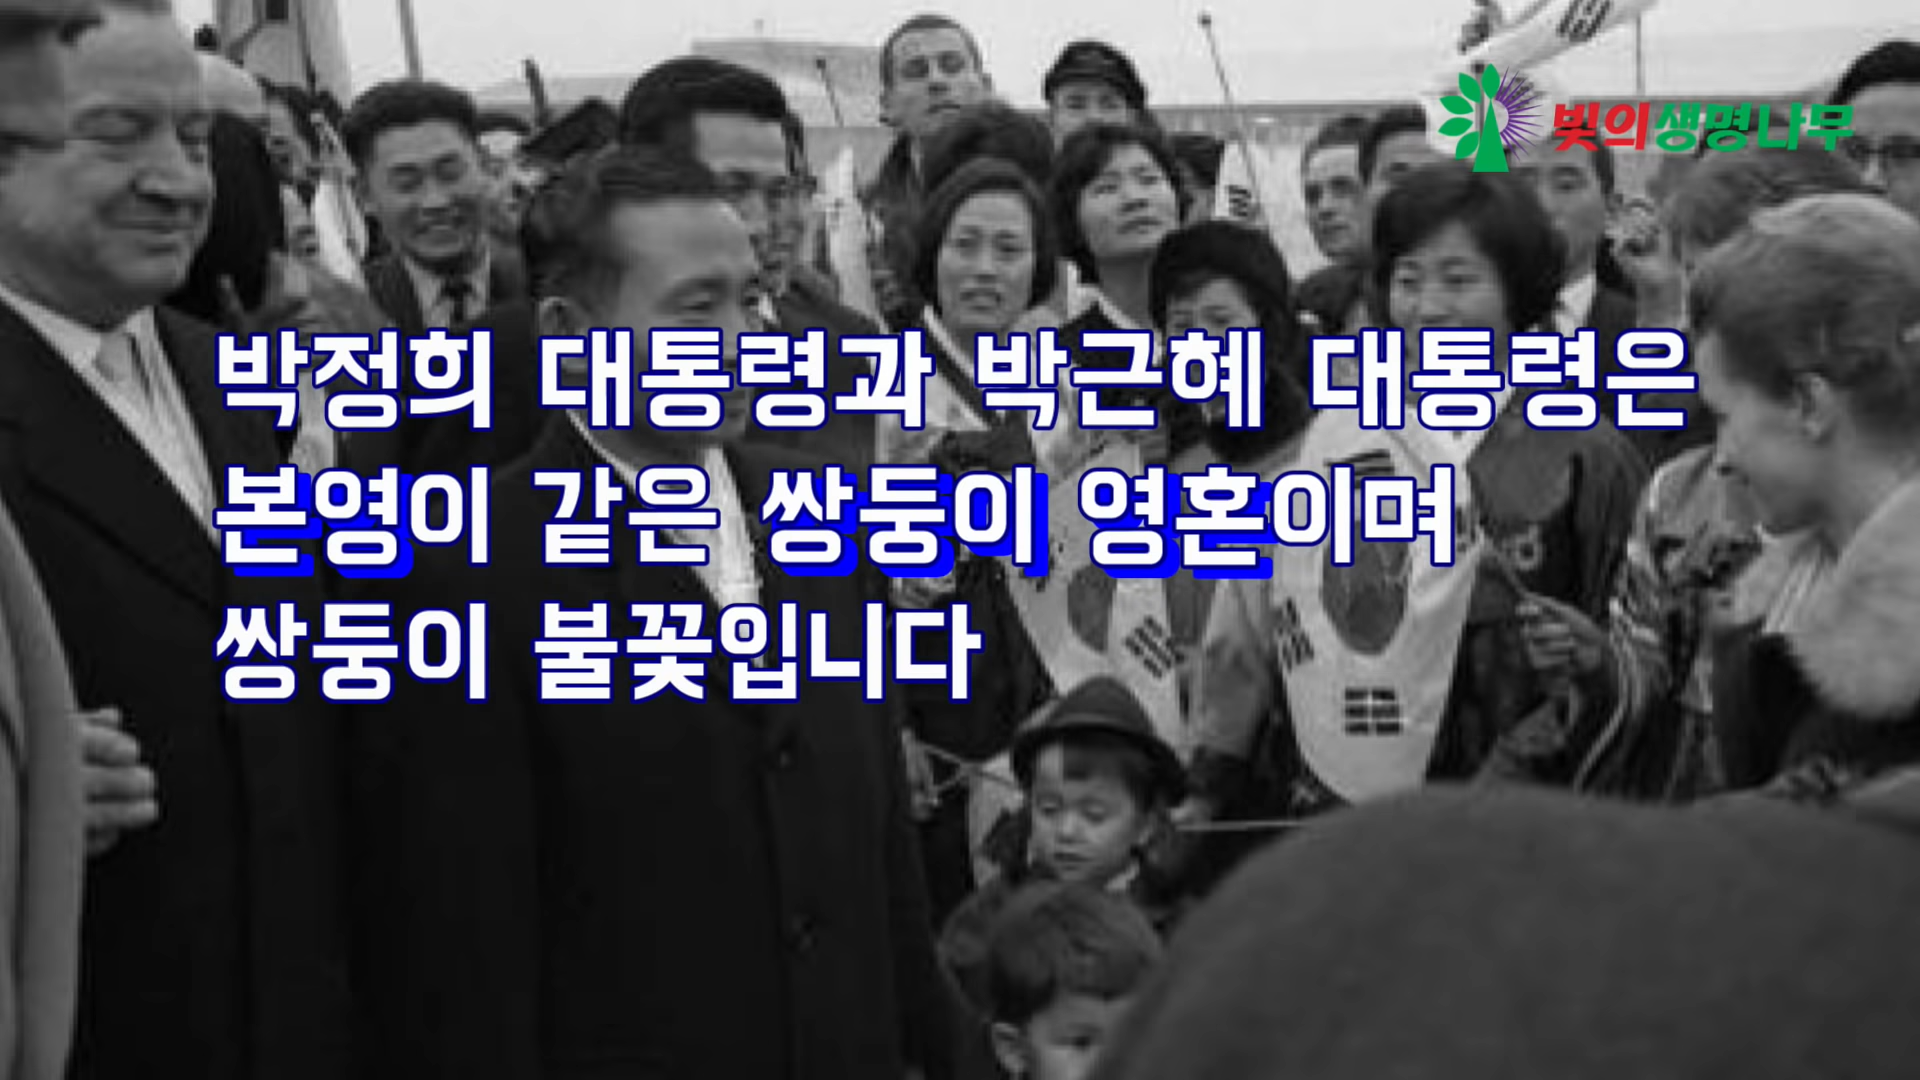 빛의생명나무
박정희 대통령과 박근혜 대통령은
본영이 같은 쌍둥이 영혼이며
쌍둥이 불꽃입니다